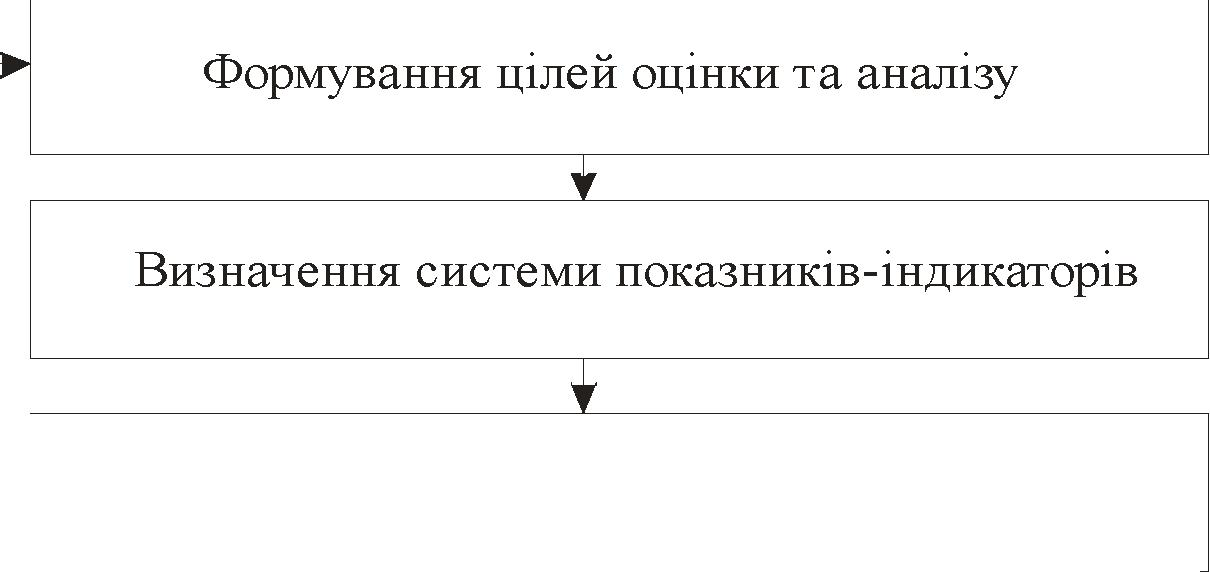 Формування цілей оцінки та аналізу
Визначення системи показників-індикаторів